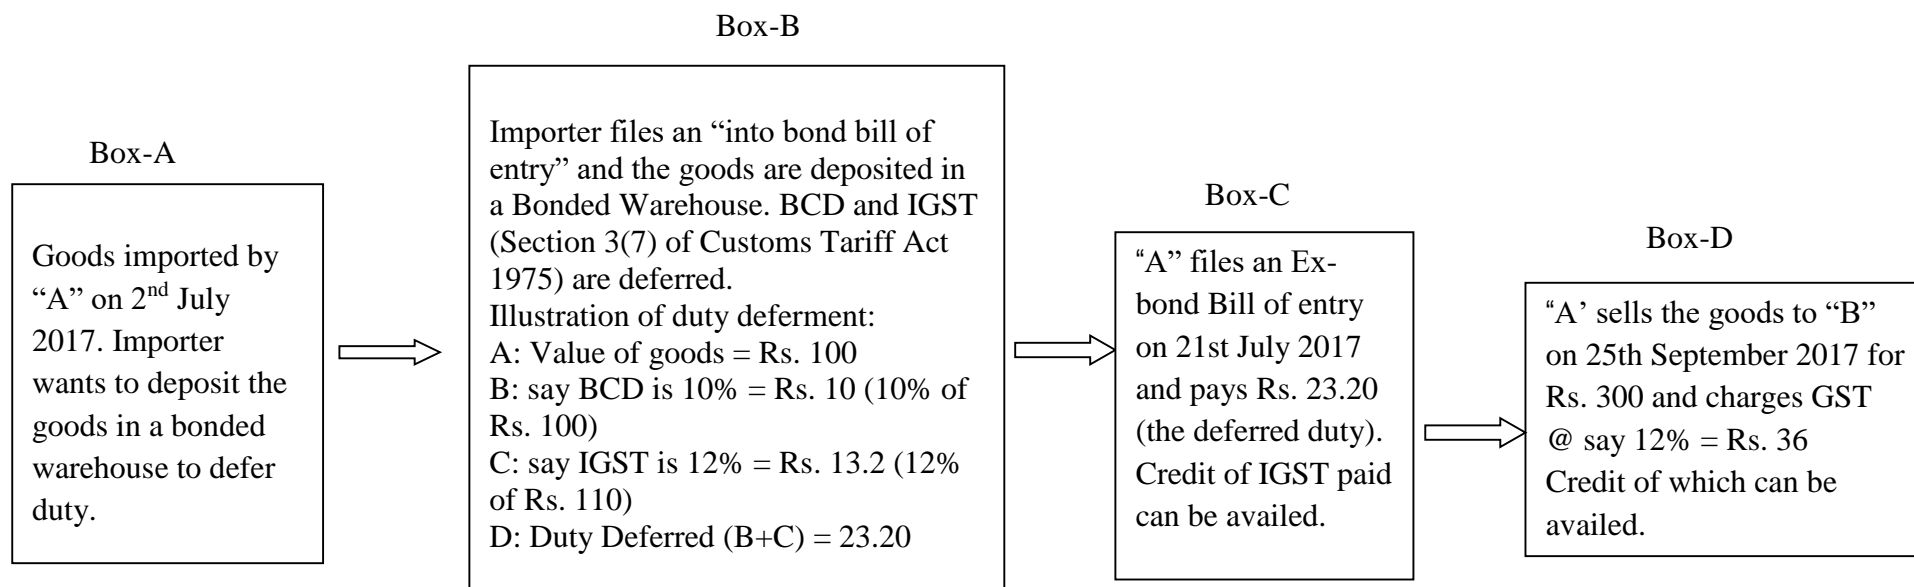 Box-A
Goods imported by
“A” on 2nd July
2017. Importer
wants to deposit the
goods in a bonded
warehouse to defer
duty.
Box-B
Importer files an “into bond bill of
entry” and the goods are deposited in
a Bonded Warehouse. BCD and IGST
(Section 3(7) of Customs Tariff Act
1975) are deferred.
Illustration of duty deferment:
A: Value of goods = Rs. 100
B: say BCD is 10% = Rs. 10 (10% of
Rs. 100)
C: say IGST is 12% = Rs. 13.2 (12%
of Rs. 110)
D: Duty Deferred (B+C) = 23.20
Box-C
“A” files an Ex-
bond Bill of entry
on 21st July 2017
and pays Rs. 23.20
(the deferred duty).
Credit of IGST paid
can be availed.
Box-D
“A’ sells the goods to “B”
on 25th September 2017 for
Rs. 300 and charges GST
@ say 12% = Rs. 36
Credit of which can be
availed.